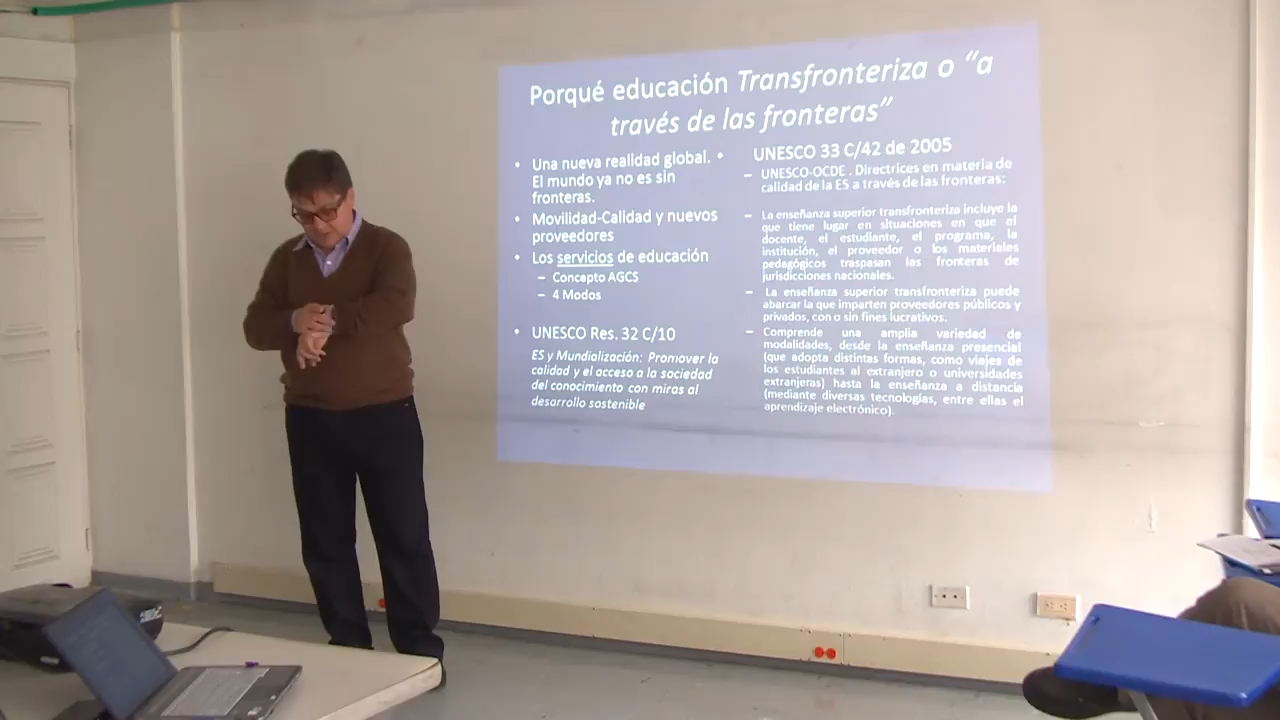 Porqué educación Transfronteriza o “a
través de las fronteras”
• Una nueva realidad global.
El mundo ya no es sin
fronteras.
• Movilidad-Calidad y nuevos
proveedores
• Los servicios de educación
– Concepto AGCS
– 4 Modos
• UNESCO Res. 32 C/10
ES y Mundialización: Promover la
calidad y el acceso a la sociedad
del conocimiento con miras al
desarrollo sostenible
• UNESCO 33 C/42 de 2005
– UNESCO-OCDE . Directrices en materia de
calidad de la ES a través de las fronteras:
– La enseñanza superior transfronteriza incluye la
que tiene lugar en situaciones en que el
docente, el estudiante, el programa, la
institución, el proveedor o los materiales
pedagógicos traspasan las fronteras de
jurisdicciones nacionales.
– La enseñanza superior transfronteriza puede
abarcar la que imparten proveedores públicos y
privados, con o sin fines lucrativos.
– Comprende una amplia variedad de
modalidades, desde la enseñanza presencial
(que adopta distintas formas, como viajes de
los estudiantes al extranjero o universidades
extranjeras) hasta la enseñanza a distancia
(mediante diversas tecnologías, entre ellas el
aprendizaje electrónico).